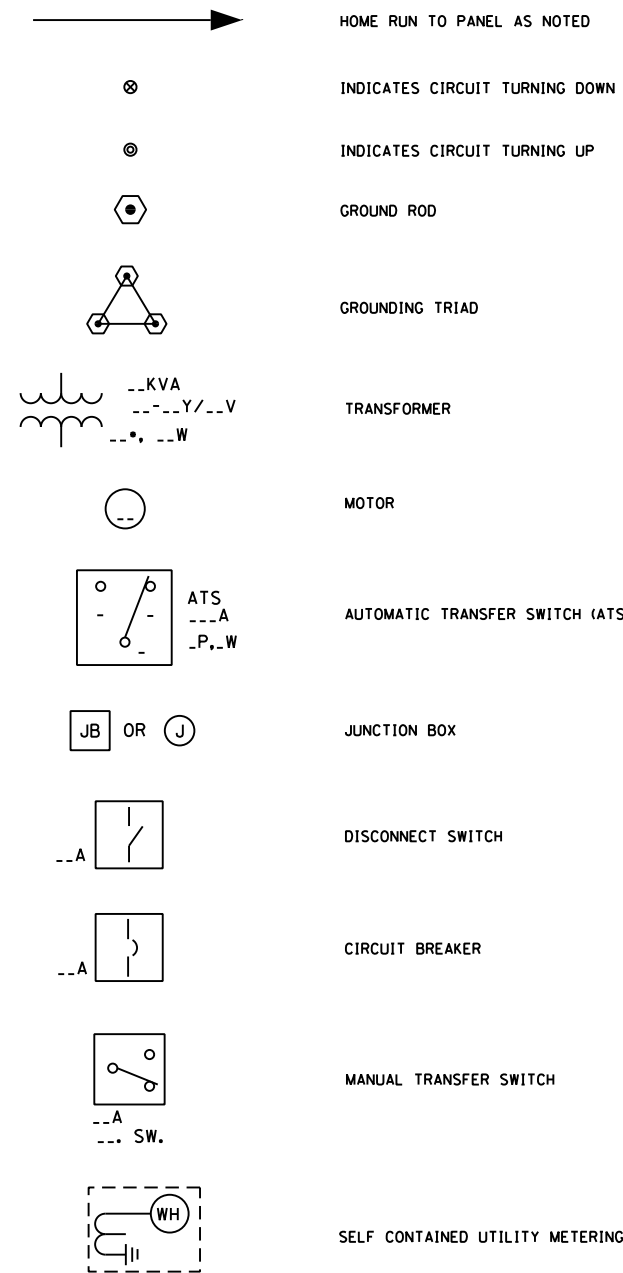 HOME RUN TO PANEL AS NOTED
INDICATES CIRCUIT TURNING DOWN
INDICATES CIRCUIT TURNING UP
GROUND ROD
GROUNDING TRIAD
__KVA
__-__Y/__V
__•, __W
TRANSFORMER
__
MOTOR
ATS
___A
_P,_W
AUTOMATIC TRANSFER SWITCH (ATS
JB OR J
JUNCTION BOX
__A
DISCONNECT SWITCH
__A
CIRCUIT BREAKER
MANUAL TRANSFER SWITCH
__A
___. SW.
WH
SELF CONTAINED UTILITY METERING